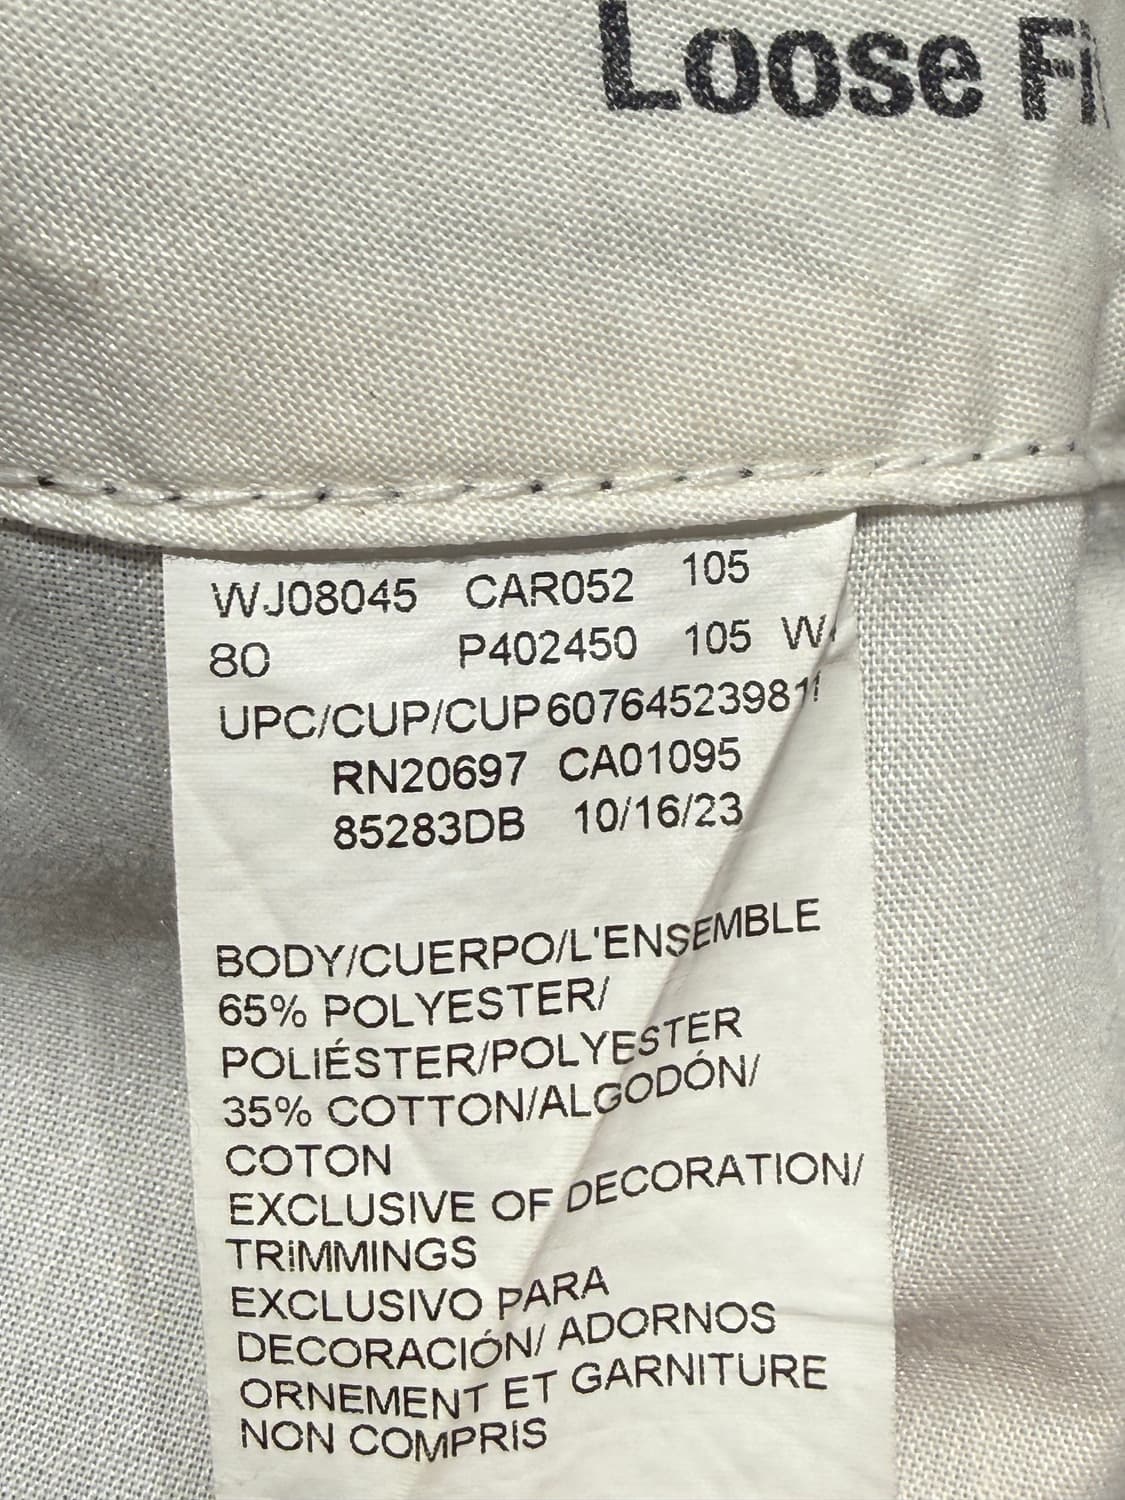 Loose Fit
WJ08045 CAR052 105
80 P402450 105
UPC/CUP/CUP
RN20697 CA01095
85283DB 10/16/23
BODY/CUERPO/L'ENSEMBLE
65% POLYESTER/
POLIÉSTER/POLYESTER
35% COTTON/ALGODÓN/
COTON
EXCLUSIVE OF DECORATION/
TRIMMINGS
EXCLUSIVO PARA
DECORACIÓN/ ADORNOS
ORNEMENT ET GARNITURE
NON COMPRIS